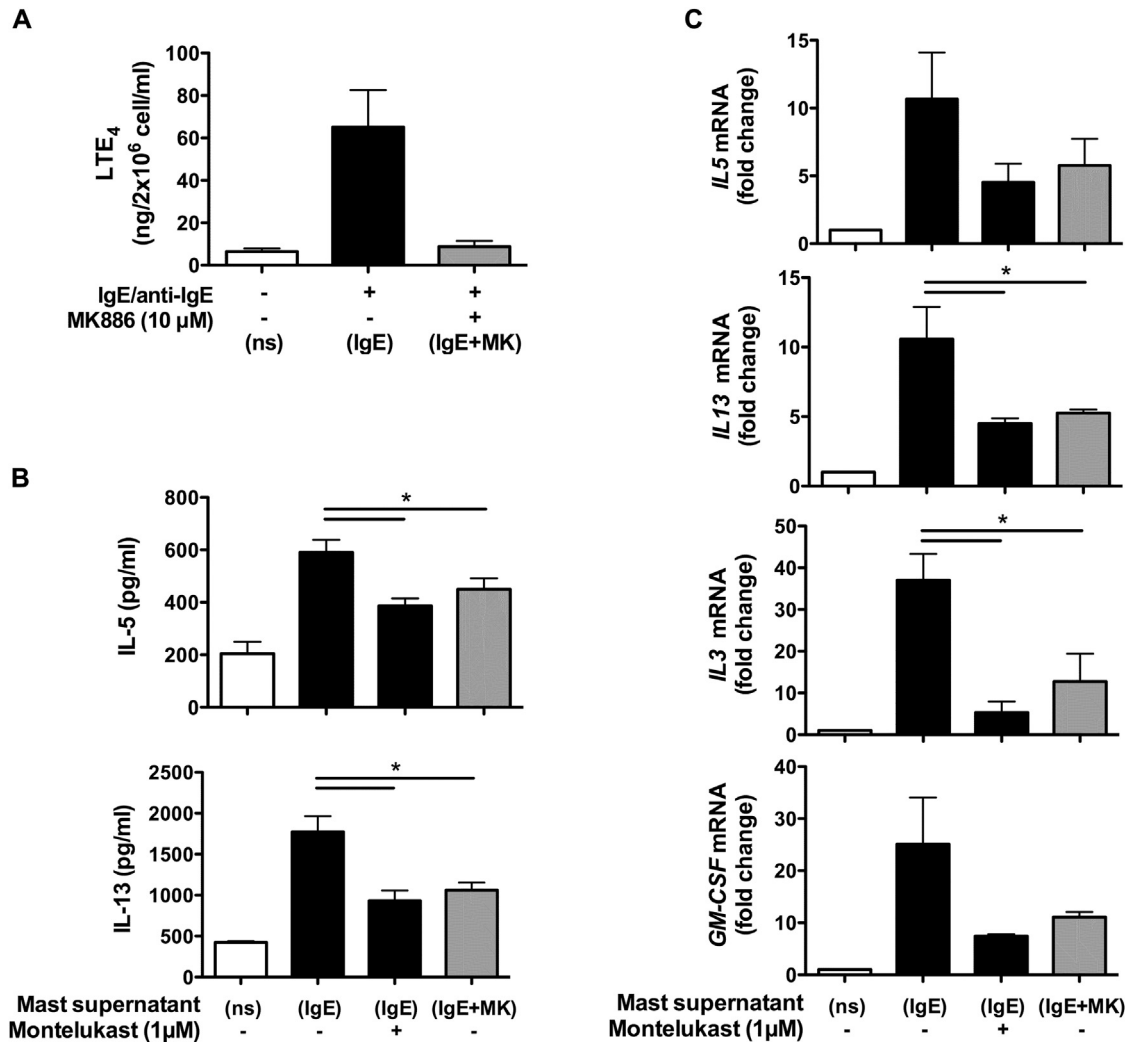 A
100
80
60
40
20
0
LTE4
(ng/2x10⁶ cell/ml)
IgE/anti-IgE - + +
MK886 (10 µM) - - +
(ns) (IgE) (IgE+MK)
B
800
600
400
200
0
IL-5 (pg/ml)
*
2500
2000
1500
1000
500
0
IL-13 (pg/ml)
*
Mast supernatant (ns) (IgE) (IgE) (IgE+MK)
Montelukast (1µM) - - + -
C
15
10
5
0
IL5 mRNA
(fold change)
15
10
5
0
IL13 mRNA
(fold change)
*
50
40
30
20
10
0
IL3 mRNA
(fold change)
*
40
30
20
10
0
GM-CSF mRNA
(fold change)
Mast supernatant (ns) (IgE) (IgE) (IgE+MK)
Montelukast (1µM) - - + -